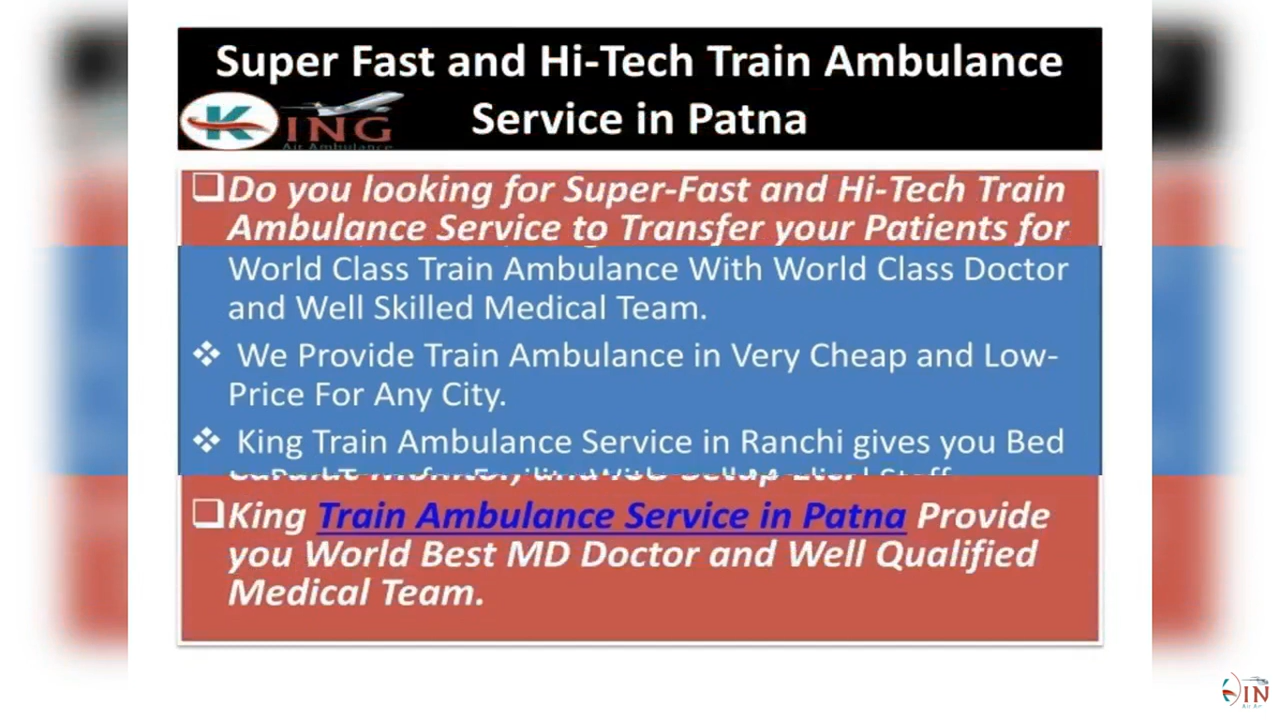 Super Fast and Hi-Tech Train Ambulance
Service in Patna
KING
Air Ambulance
❑Do you looking for Super-Fast and Hi-Tech Train
Ambulance Service to Transfer your Patients for
World Class Train Ambulance With World Class Doctor
and Well Skilled Medical Team.
❖ We Provide Train Ambulance in Very Cheap and Low-
Price For Any City.
❖ King Train Ambulance Service in Ranchi gives you Bed
❑King Train Ambulance Service in Patna Provide
you World Best MD Doctor and Well Qualified
Medical Team.
IN